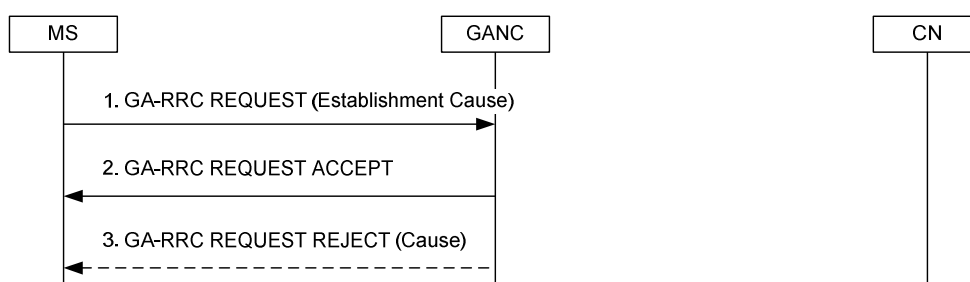 MS
GANC
CN
1. GA-RRC REQUEST (Establishment Cause)
2. GA-RRC REQUEST ACCEPT
3. GA-RRC REQUEST REJECT (Cause)